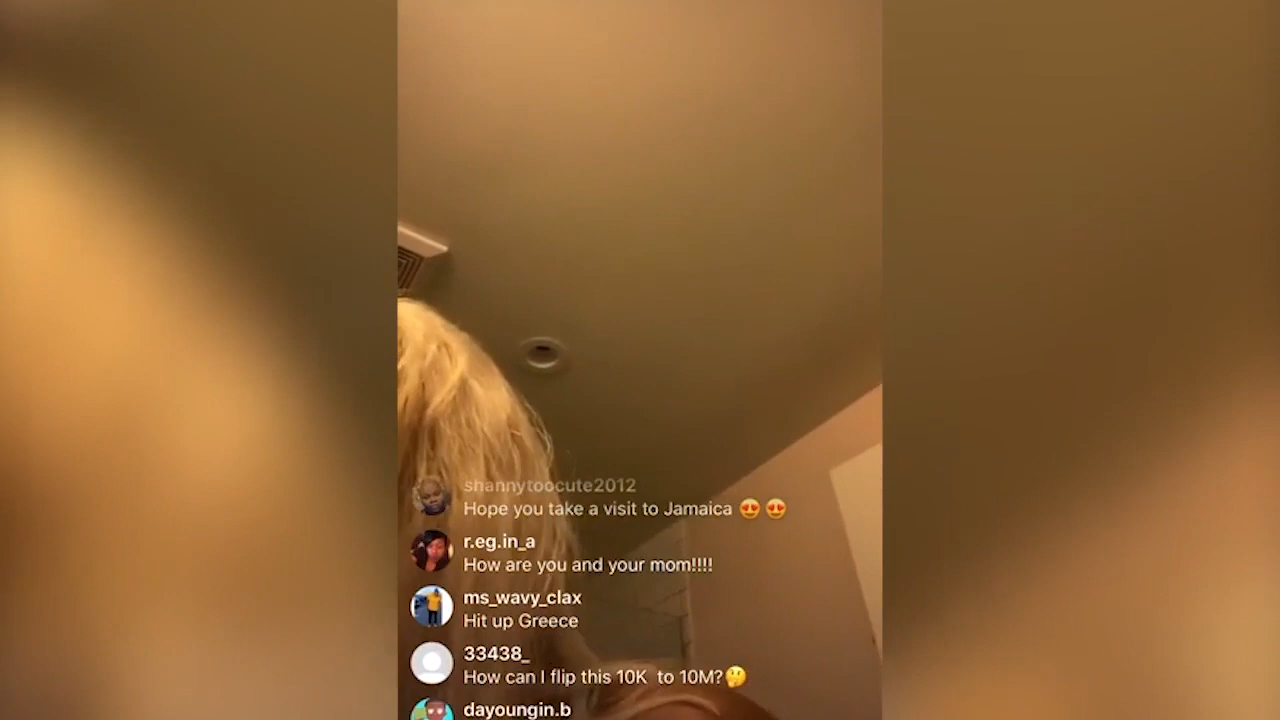 shannytoocute2012
Hope you take a visit to Jamaica 😍 😍
r.eg.in_a
How are you and your mom!!!!
ms_wavy_clax
Hit up Greece
33438_
How can I flip this 10K to 10M?🤔
dayoungin.b